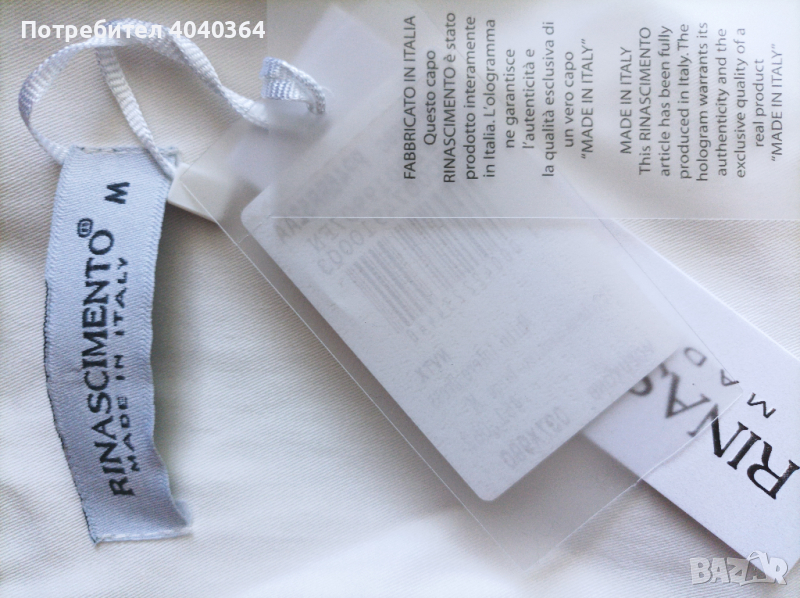 Потребител 4040364
RINASCIMENTO® M
MADE IN ITALY
FABBRICATO IN ITALIA
Questo capo
RINASCIMENTO è stato
prodotto interamente
in Italia. L'ologramma
ne garantisce
l'autenticità e
la qualità esclusiva di
un vero capo
"MADE IN ITALY"
MADE IN ITALY
This RINASCIMENTO
article has been fully
produced in Italy. The
hologram warrants its
authenticity and the
exclusive quality of a
real product
"MADE IN ITALY"
RINAS
MAD
BAZAR